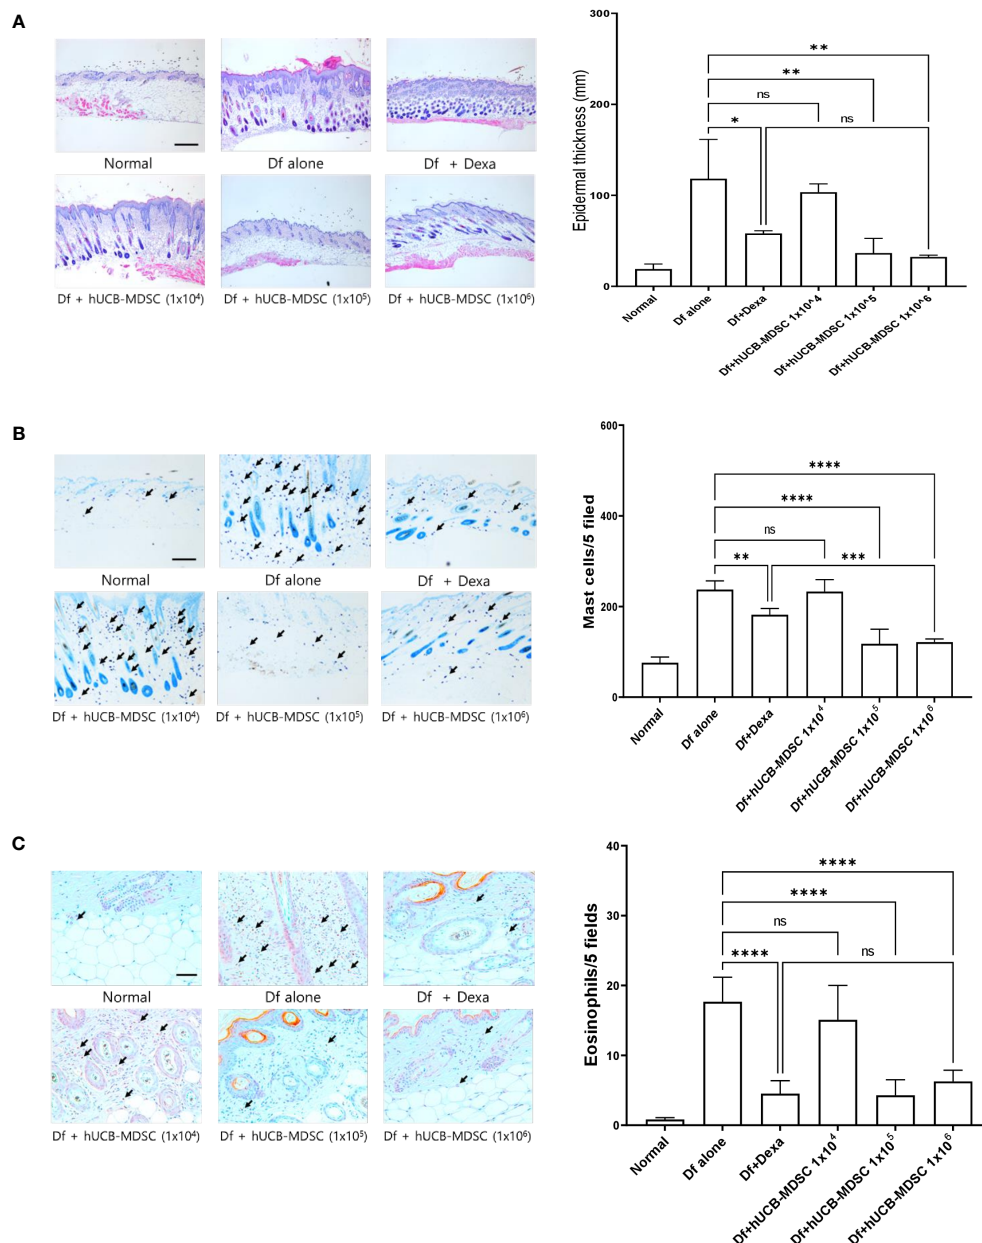 A
Normal
Df alone
Df + Dexa
Df + hUCB-MDSC (1x10⁴)
Df + hUCB-MDSC (1x10⁵)
Df + hUCB-MDSC (1x10⁶)
Epidermal thickness (mm)
300
200
100
0
**
**
ns
*
ns
Normal
Df alone
Df+Dexa
Df+hUCB-MDSC 1x10^4
Df+hUCB-MDSC 1x10^5
Df+hUCB-MDSC 1x10^6
B
Normal
Df alone
Df + Dexa
Df + hUCB-MDSC (1x10⁴)
Df + hUCB-MDSC (1x10⁵)
Df + hUCB-MDSC (1x10⁶)
Mast cells/5 filed
600
400
200
0
****
****
ns
**
***
Normal
Df alone
Df+Dexa
Df+hUCB-MDSC 1x10⁴
Df+hUCB-MDSC 1x10⁵
Df+hUCB-MDSC 1x10⁶
C
Normal
Df alone
Df + Dexa
Df + hUCB-MDSC (1x10⁴)
Df + hUCB-MDSC (1x10⁵)
Df + hUCB-MDSC (1x10⁶)
Eosinophils/5 fields
40
30
20
10
0
****
****
ns
****
ns
Normal
Df alone
Df+Dexa
Df+hUCB-MDSC 1x10⁴
Df+hUCB-MDSC 1x10⁵
Df+hUCB-MDSC 1x10⁶